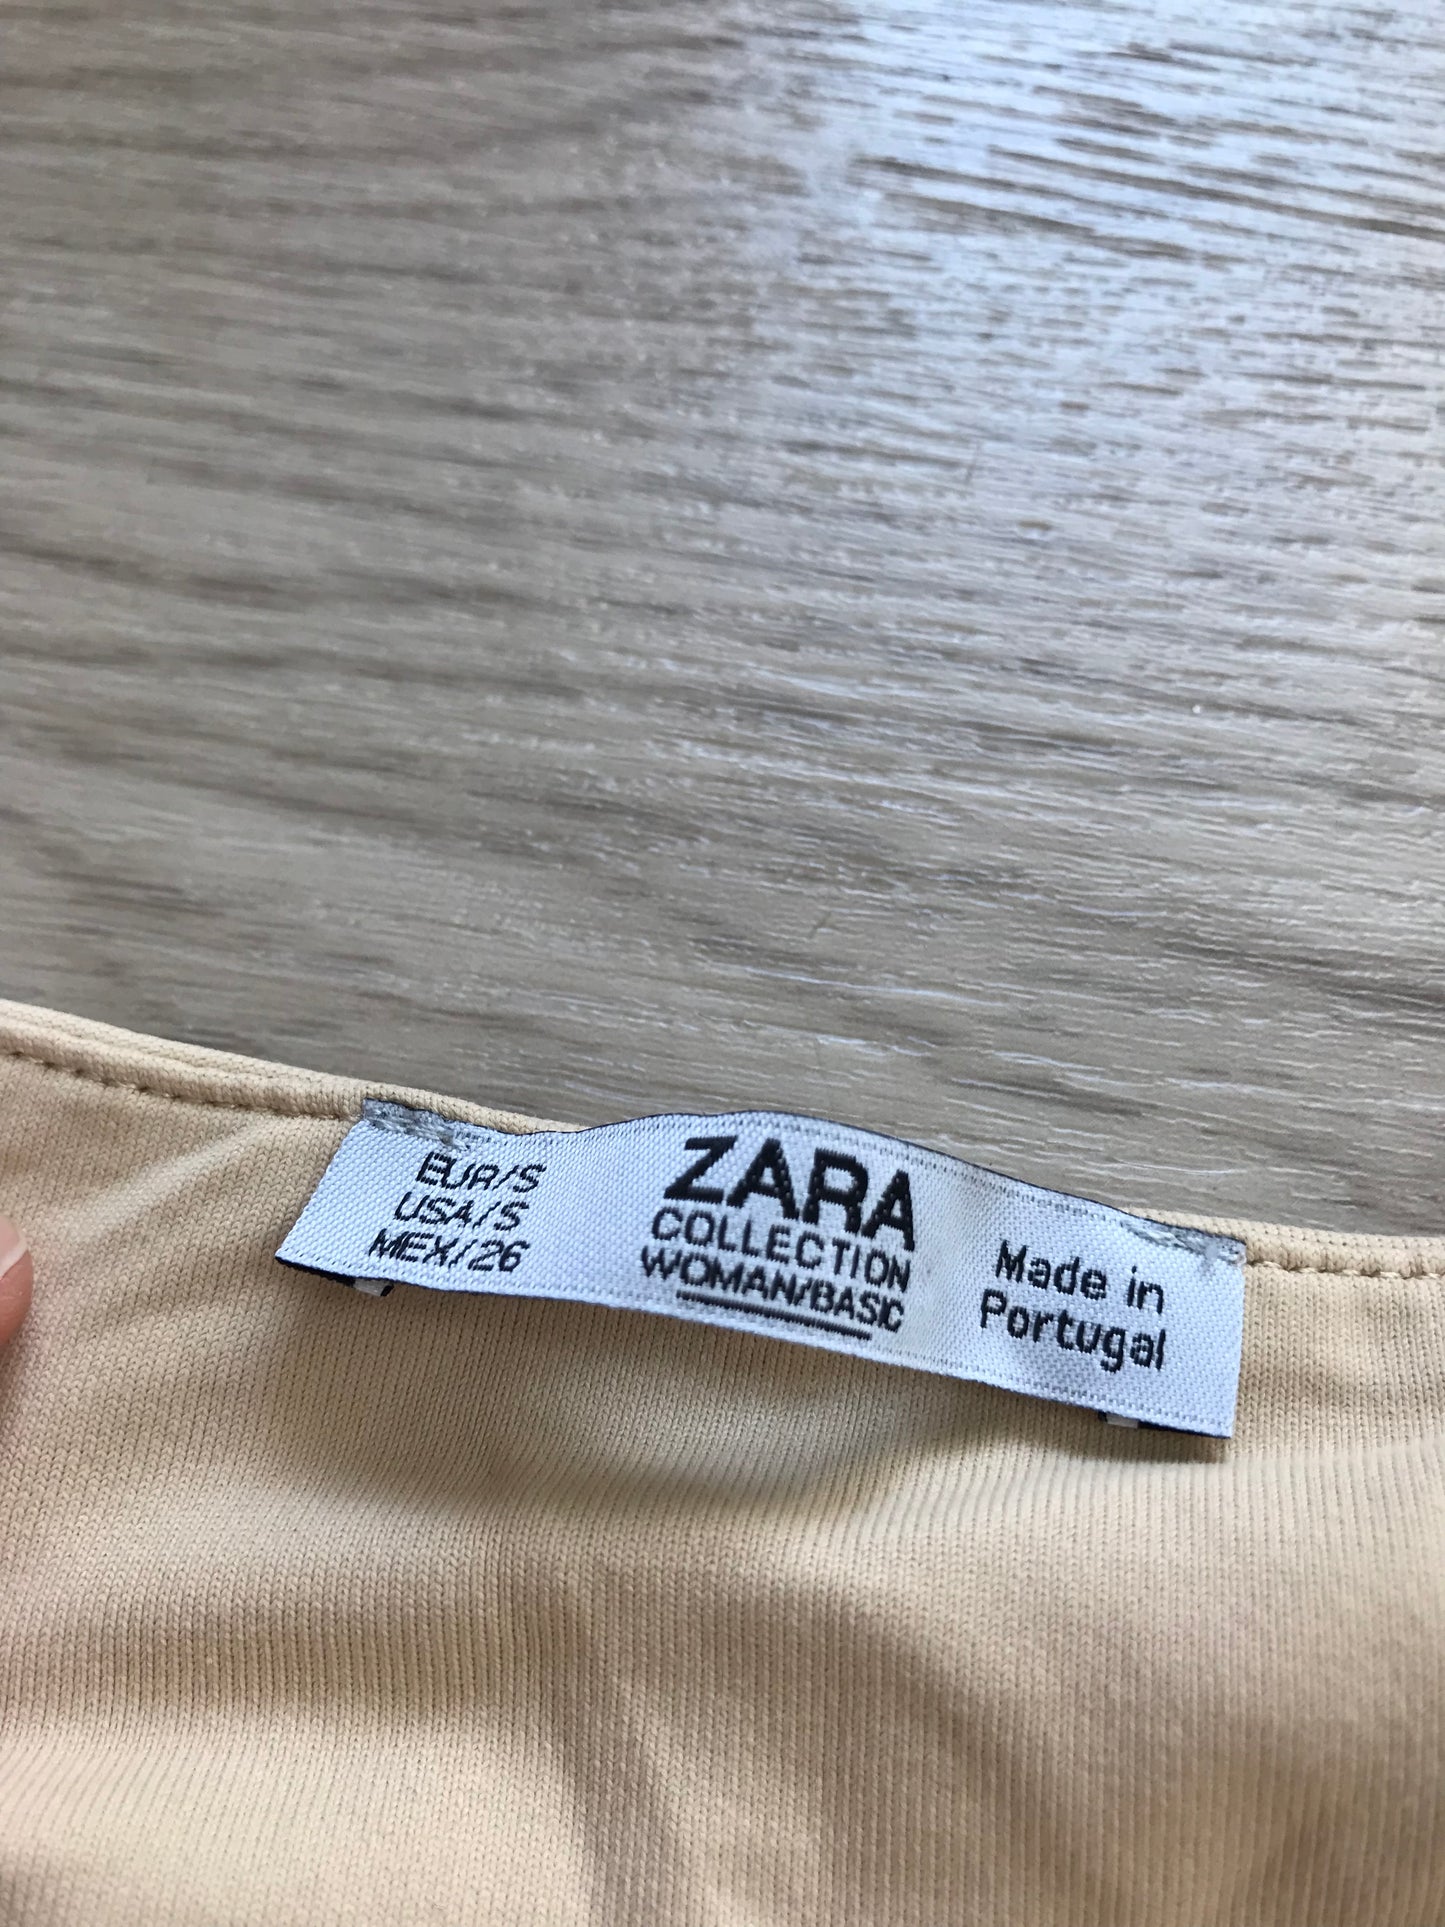 EUR/S
USA/S
MEX/26
ZARA
COLLECTION
WOMAN/BASIC
Made in
Portugal